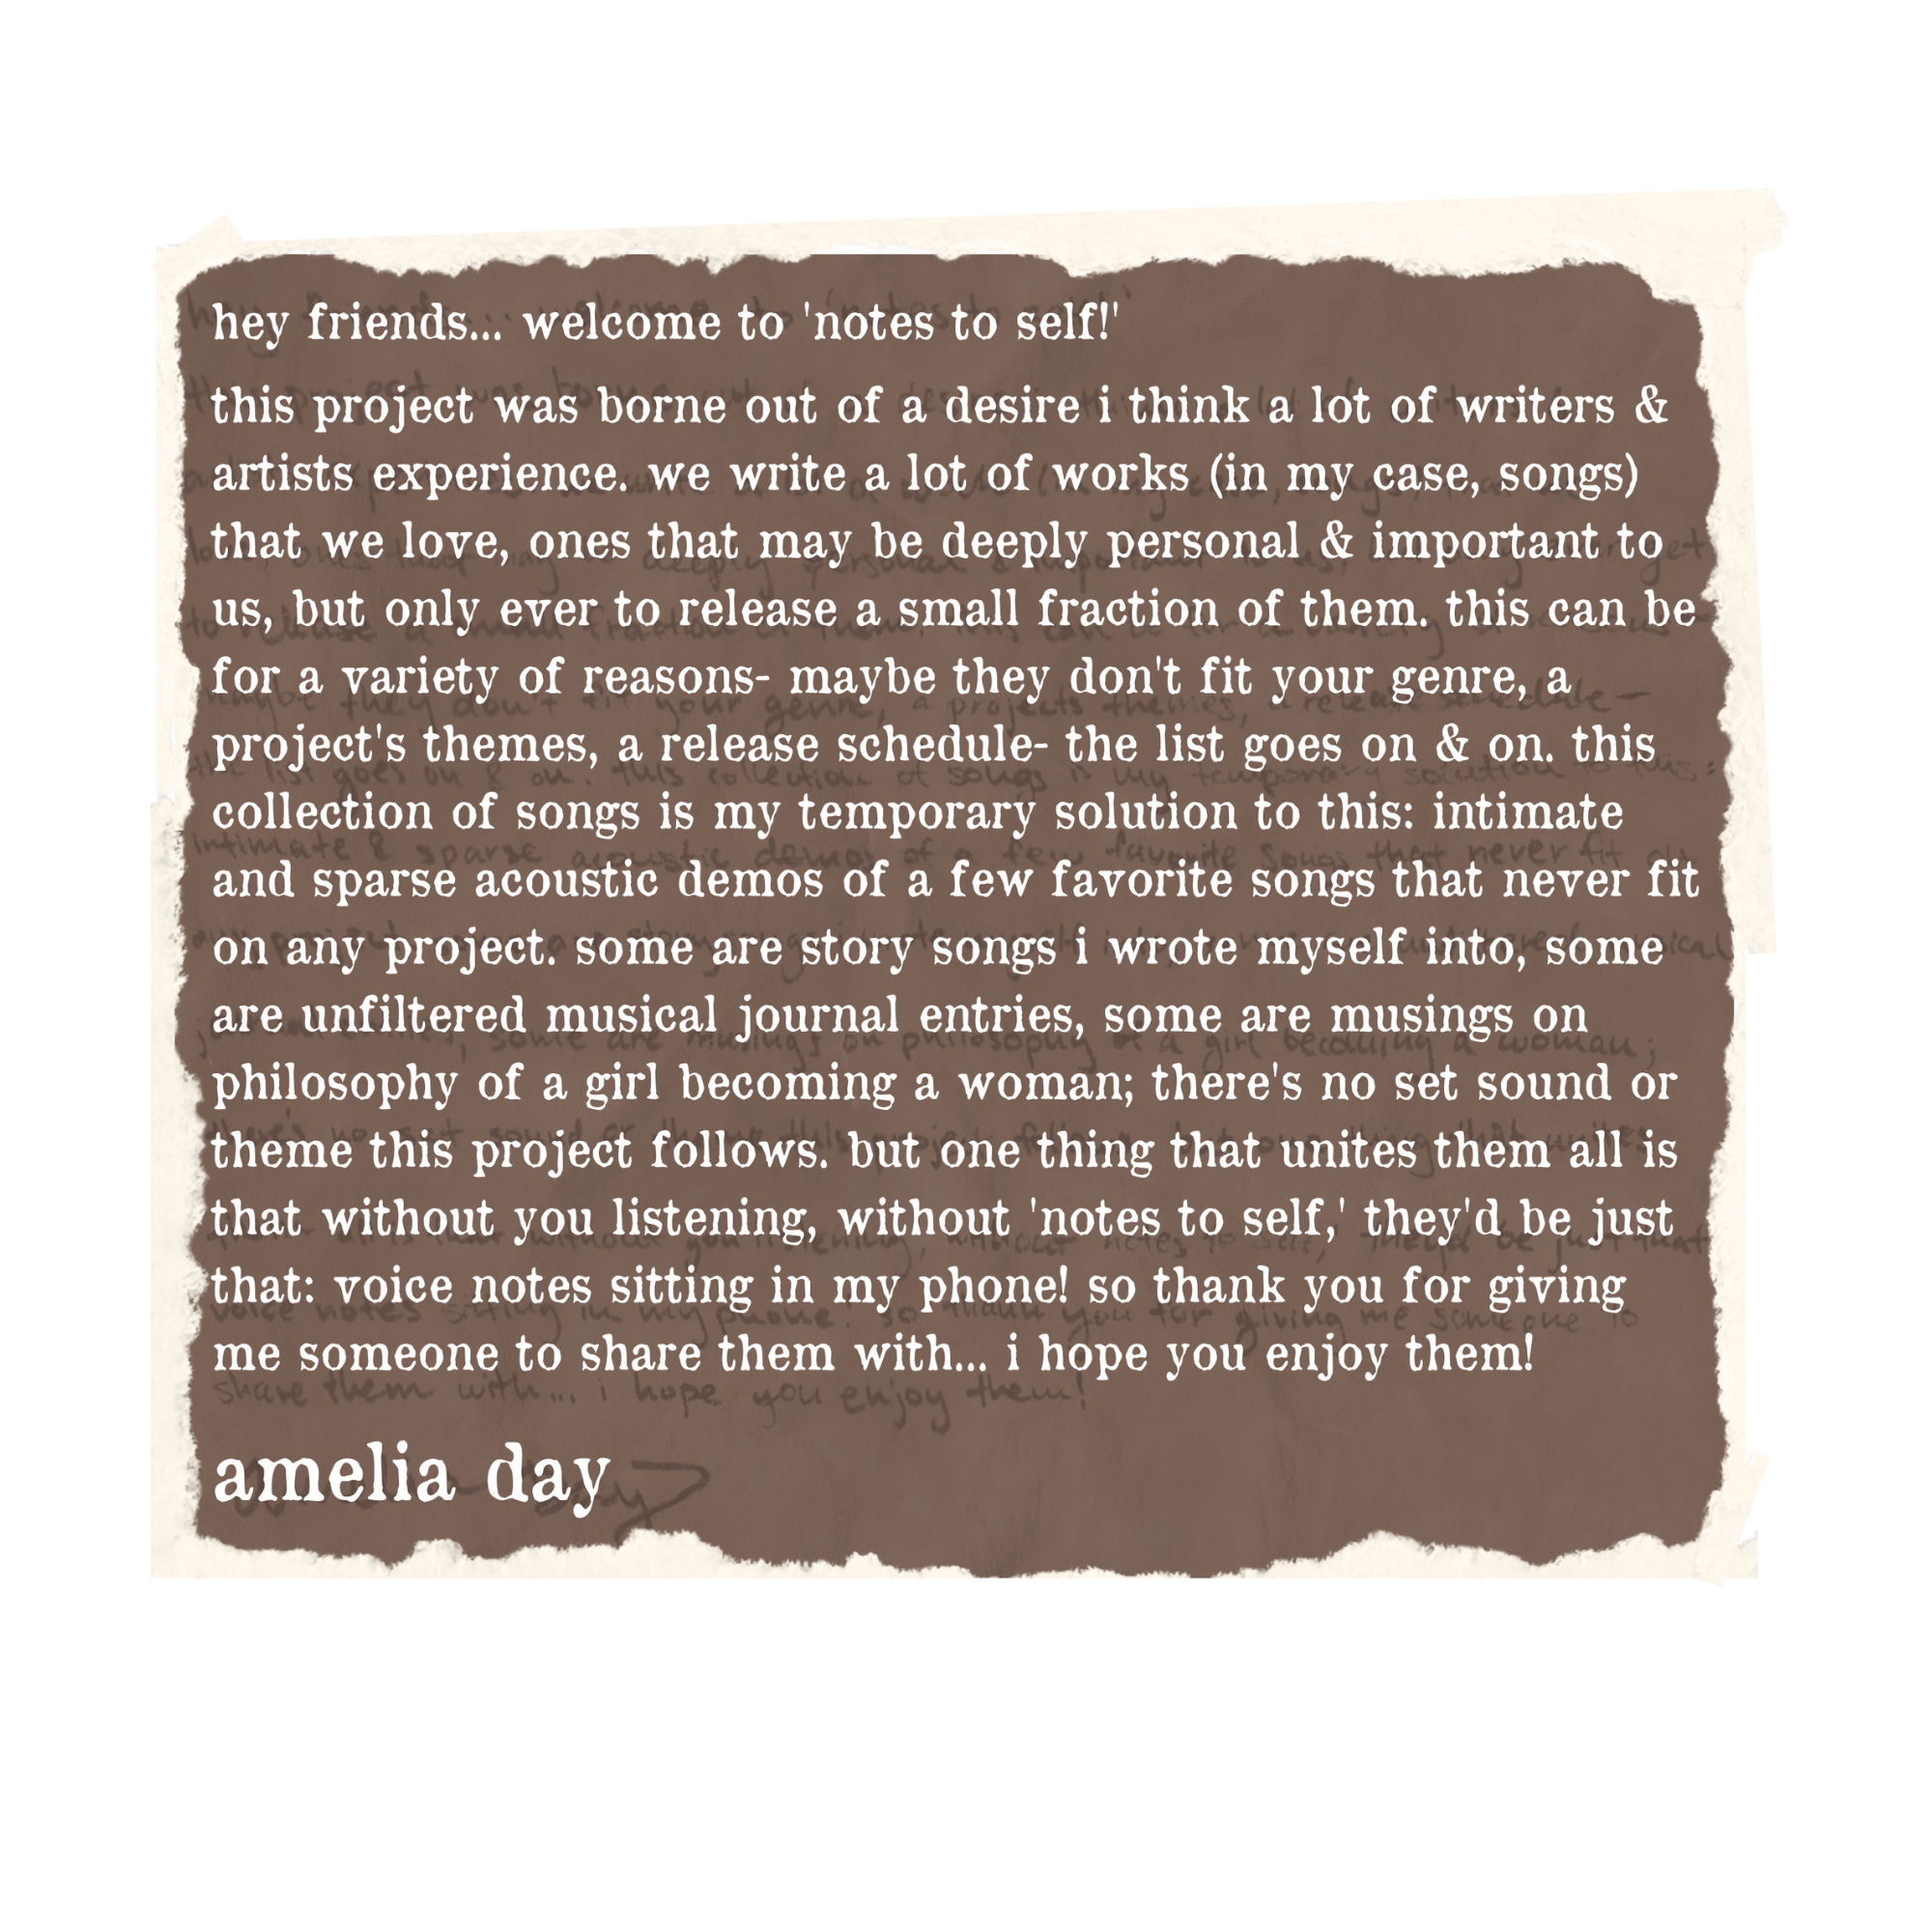 hey friends... welcome to 'notes to self!'
this project was borne out of a desire i think a lot of writers &
artists experience. we write a lot of works (in my case, songs)
that we love, ones that may be deeply personal & important to
us, but only ever to release a small fraction of them. this can be
for a variety of reasons- maybe they don't fit your genre, a
project's themes, a release schedule- the list goes on & on. this
collection of songs is my temporary solution to this: intimate
and sparse acoustic demos of a few favorite songs that never fit
on any project. some are story songs i wrote myself into, some
are unfiltered musical journal entries, some are musings on
philosophy of a girl becoming a woman; there's no set sound or
theme this project follows. but one thing that unites them all is
that without you listening, without 'notes to self,' they'd be just
that: voice notes sitting in my phone! so thank you for giving
me someone to share them with... i hope you enjoy them!
amelia day